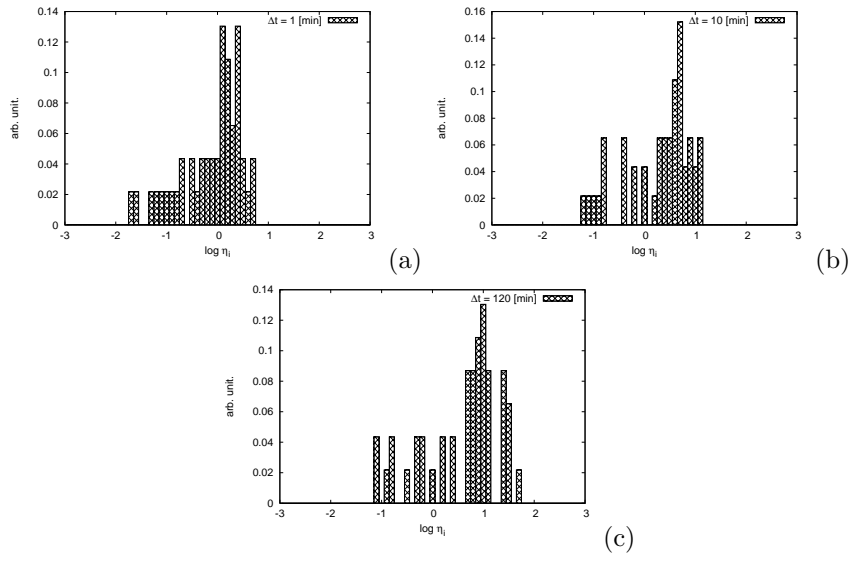 0.14
0.12
0.1
0.08
0.06
0.04
0.02
0
arb. unit.
-3 -2 -1 0 1 2 3
log ηi
Δt = 1 [min]
(a)
0.16
0.14
0.12
0.1
0.08
0.06
0.04
0.02
0
arb. unit.
-3 -2 -1 0 1 2 3
log ηi
Δt = 10 [min]
(b)
0.14
0.12
0.1
0.08
0.06
0.04
0.02
0
arb. unit.
-3 -2 -1 0 1 2 3
log ηi
Δt = 120 [min]
(c)